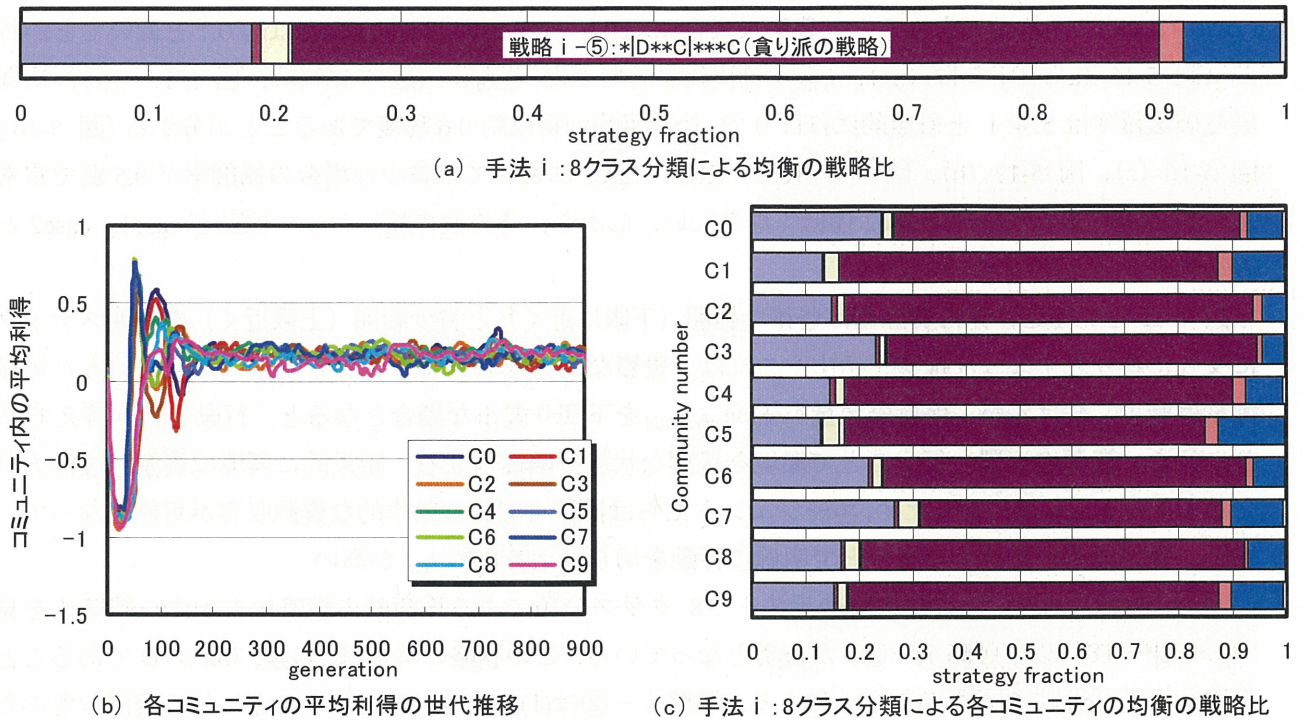 戦略ⅰ-⑤:*|D**C|***C(貪り派の戦略)
0 0.1 0.2 0.3 0.4 0.5 0.6 0.7 0.8 0.9 1
strategy fraction
(a) 手法ⅰ:8クラス分類による均衡の戦略比
コミュニティ内の平均利得
1
0.5
0
-0.5
-1
-1.5
C0 C1
C2 C3
C4 C5
C6 C7
C8 C9
0 100 200 300 400 500 600 700 800 900
generation
(b) 各コミュニティの平均利得の世代推移
Community number
C0
C1
C2
C3
C4
C5
C6
C7
C8
C9
0 0.1 0.2 0.3 0.4 0.5 0.6 0.7 0.8 0.9 1
strategy fraction
(c) 手法ⅰ:8クラス分類による各コミュニティの均衡の戦略比